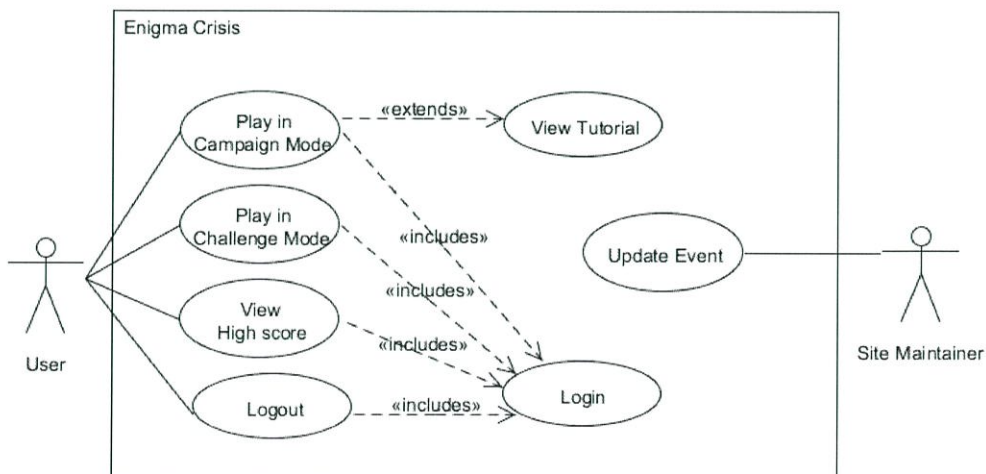 Enigma Crisis
Play in
Campaign Mode
«extends»
View Tutorial
Play in
Challenge Mode
«includes»
Update Event
«includes»
View
High score
«includes»
User
Site Maintainer
Logout
«includes»
Login